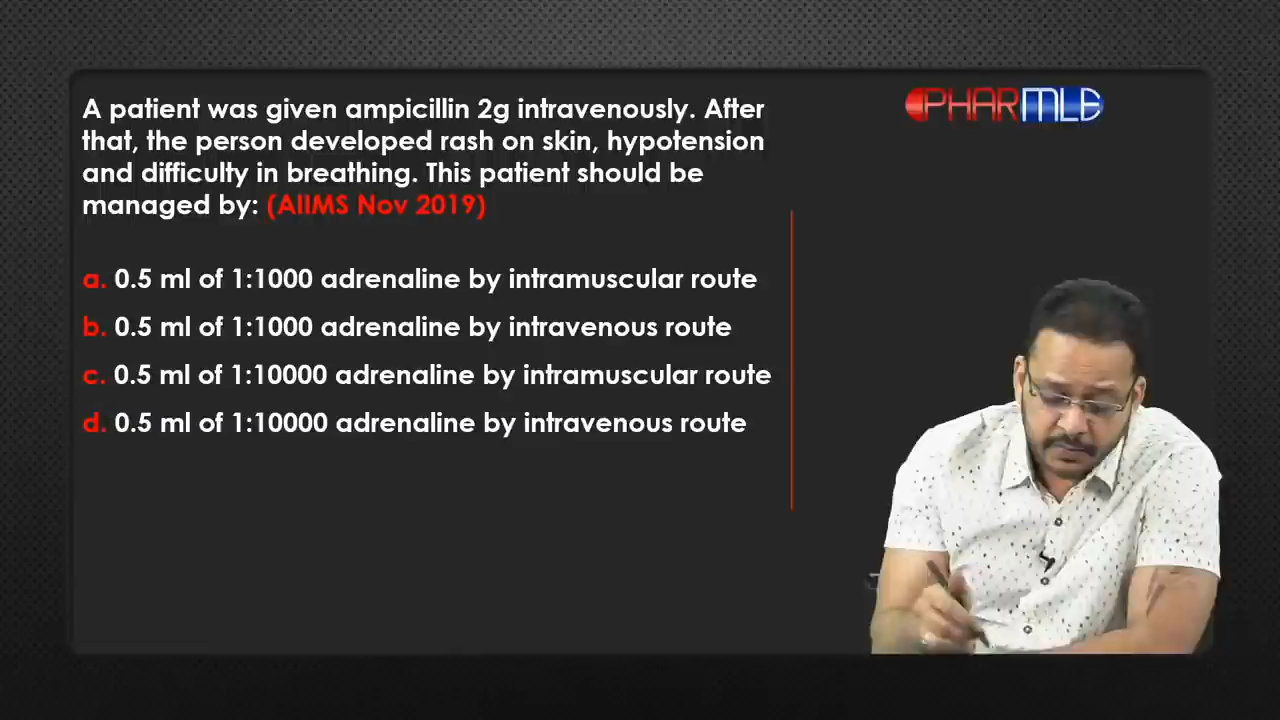 PHARMLE
A patient was given ampicillin 2g intravenously. After
that, the person developed rash on skin, hypotension
and difficulty in breathing. This patient should be
managed by: (AIIMS Nov 2019)
a. 0.5 ml of 1:1000 adrenaline by intramuscular route
b. 0.5 ml of 1:1000 adrenaline by intravenous route
c. 0.5 ml of 1:10000 adrenaline by intramuscular route
d. 0.5 ml of 1:10000 adrenaline by intravenous route